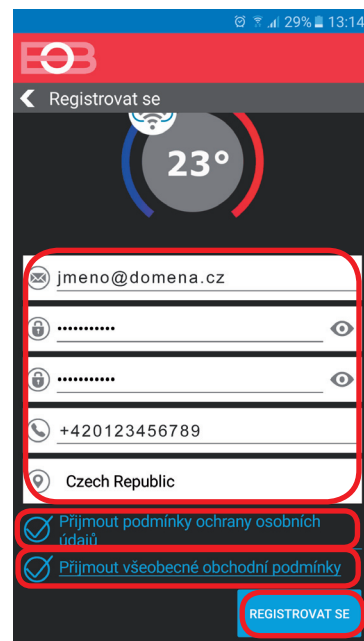 29% 13:14
EOB
Registrovat se
23°
jmeno@domena.cz
•••••••••••
•••••••••••
+420123456789
Czech Republic
Přijmout podmínky ochrany osobních
údajů
Přijmout všeobecné obchodní podmínky
REGISTROVAT SE